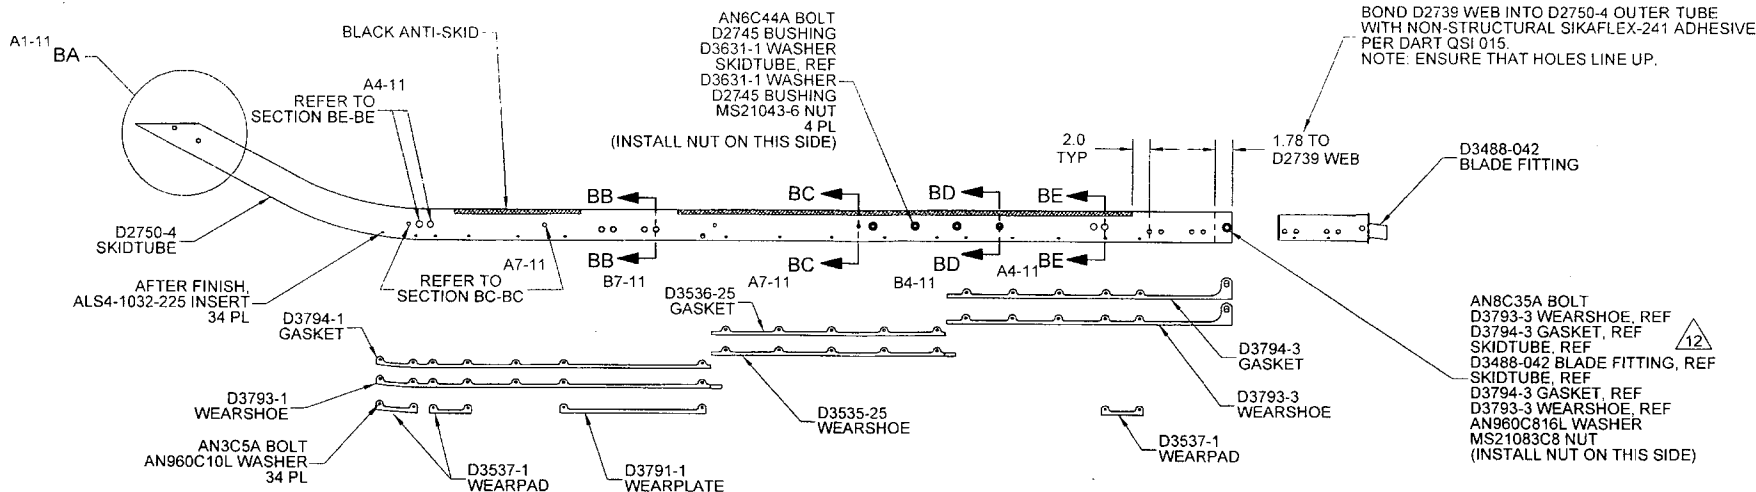 A1-11
BA
BLACK ANTI-SKID
A4-11
REFER TO
SECTION BE-BE
AN6C44A BOLT
D2745 BUSHING
D3631-1 WASHER
SKIDTUBE, REF
D3631-1 WASHER
D2745 BUSHING
MS21043-6 NUT
4 PL
(INSTALL NUT ON THIS SIDE)
BOND D2739 WEB INTO D2750-4 OUTER TUBE
WITH NON-STRUCTURAL SIKAFLEX-241 ADHESIVE
PER DART QSI 015.
NOTE: ENSURE THAT HOLES LINE UP.
2.0
TYP
1.78 TO
D2739 WEB
D3488-042
BLADE FITTING
BB
BC
BD
BE
D2750-4
SKIDTUBE
AFTER FINISH,
ALS4-1032-225 INSERT
34 PL
REFER TO
SECTION BC-BC
A7-11
BB
B7-11
BC
A7-11
BD
B4-11
BE
A4-11
D3536-25
GASKET
D3794-1
GASKET
D3793-1
WEARSHOE
AN3C5A BOLT
AN960C10L WASHER
34 PL
D3537-1
WEARPAD
D3791-1
WEARPLATE
D3535-25
WEARSHOE
D3794-3
GASKET
D3793-3
WEARSHOE
D3537-1
WEARPAD
AN8C35A BOLT
D3793-3 WEARSHOE, REF
D3794-3 GASKET, REF
SKIDTUBE, REF
12
D3488-042 BLADE FITTING, REF
SKIDTUBE, REF
D3794-3 GASKET, REF
D3793-3 WEARSHOE, REF
AN960C816L WASHER
MS21083C8 NUT
(INSTALL NUT ON THIS SIDE)